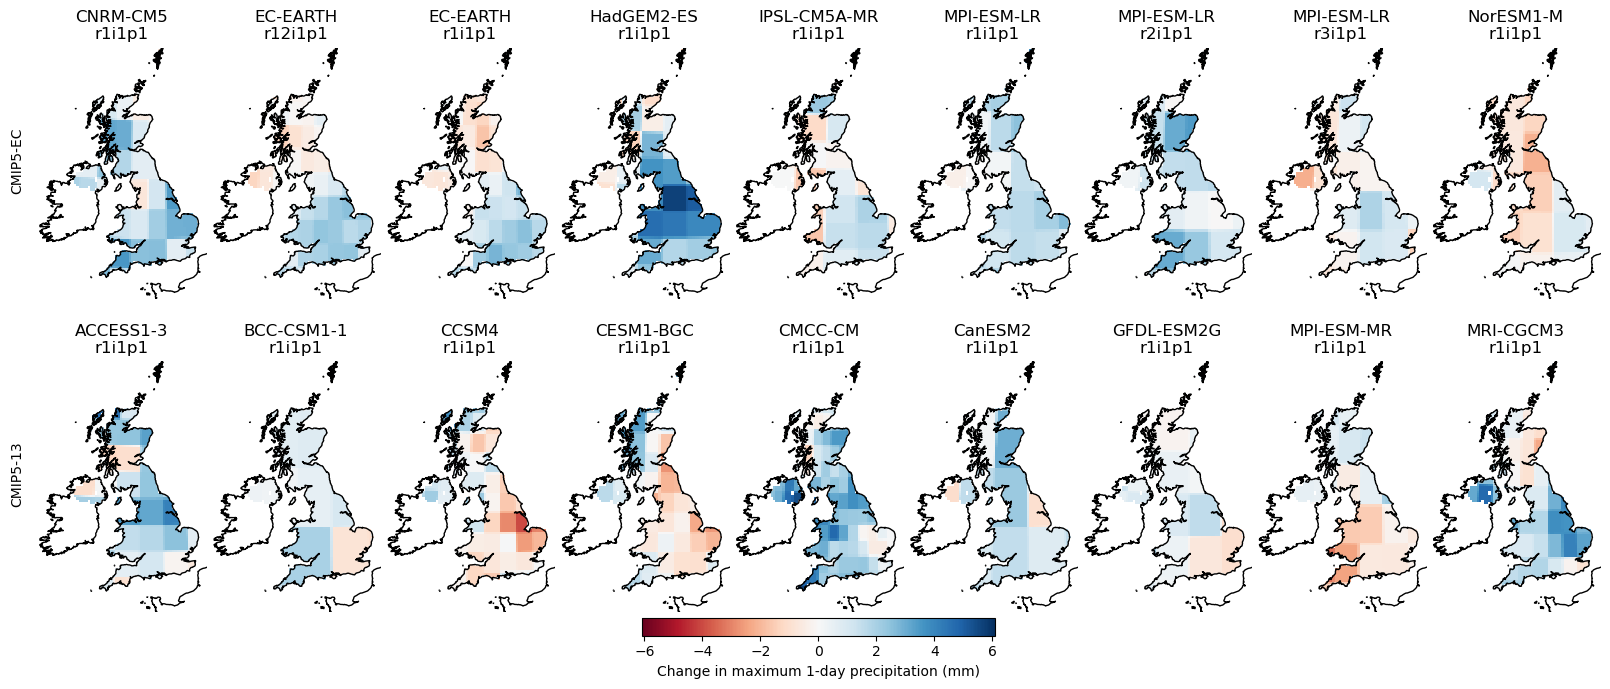 CNRM-CM5 EC-EARTH EC-EARTH HadGEM2-ES IPSL-CM5A-MR MPI-ESM-LR MPI-ESM-LR MPI-ESM-LR NorESM1-M
r1i1p1 r12i1p1 r1i1p1 r1i1p1 r1i1p1 r1i1p1 r2i1p1 r3i1p1 r1i1p1
CMIP5-EC
ACCESS1-3 BCC-CSM1-1 CCSM4 CESM1-BGC CMCC-CM CanESM2 GFDL-ESM2G MPI-ESM-MR MRI-CGCM3
r1i1p1 r1i1p1 r1i1p1 r1i1p1 r1i1p1 r1i1p1 r1i1p1 r1i1p1 r1i1p1
CMIP5-13
−6 −4 −2 0 2 4 6
Change in maximum 1-day precipitation (mm)